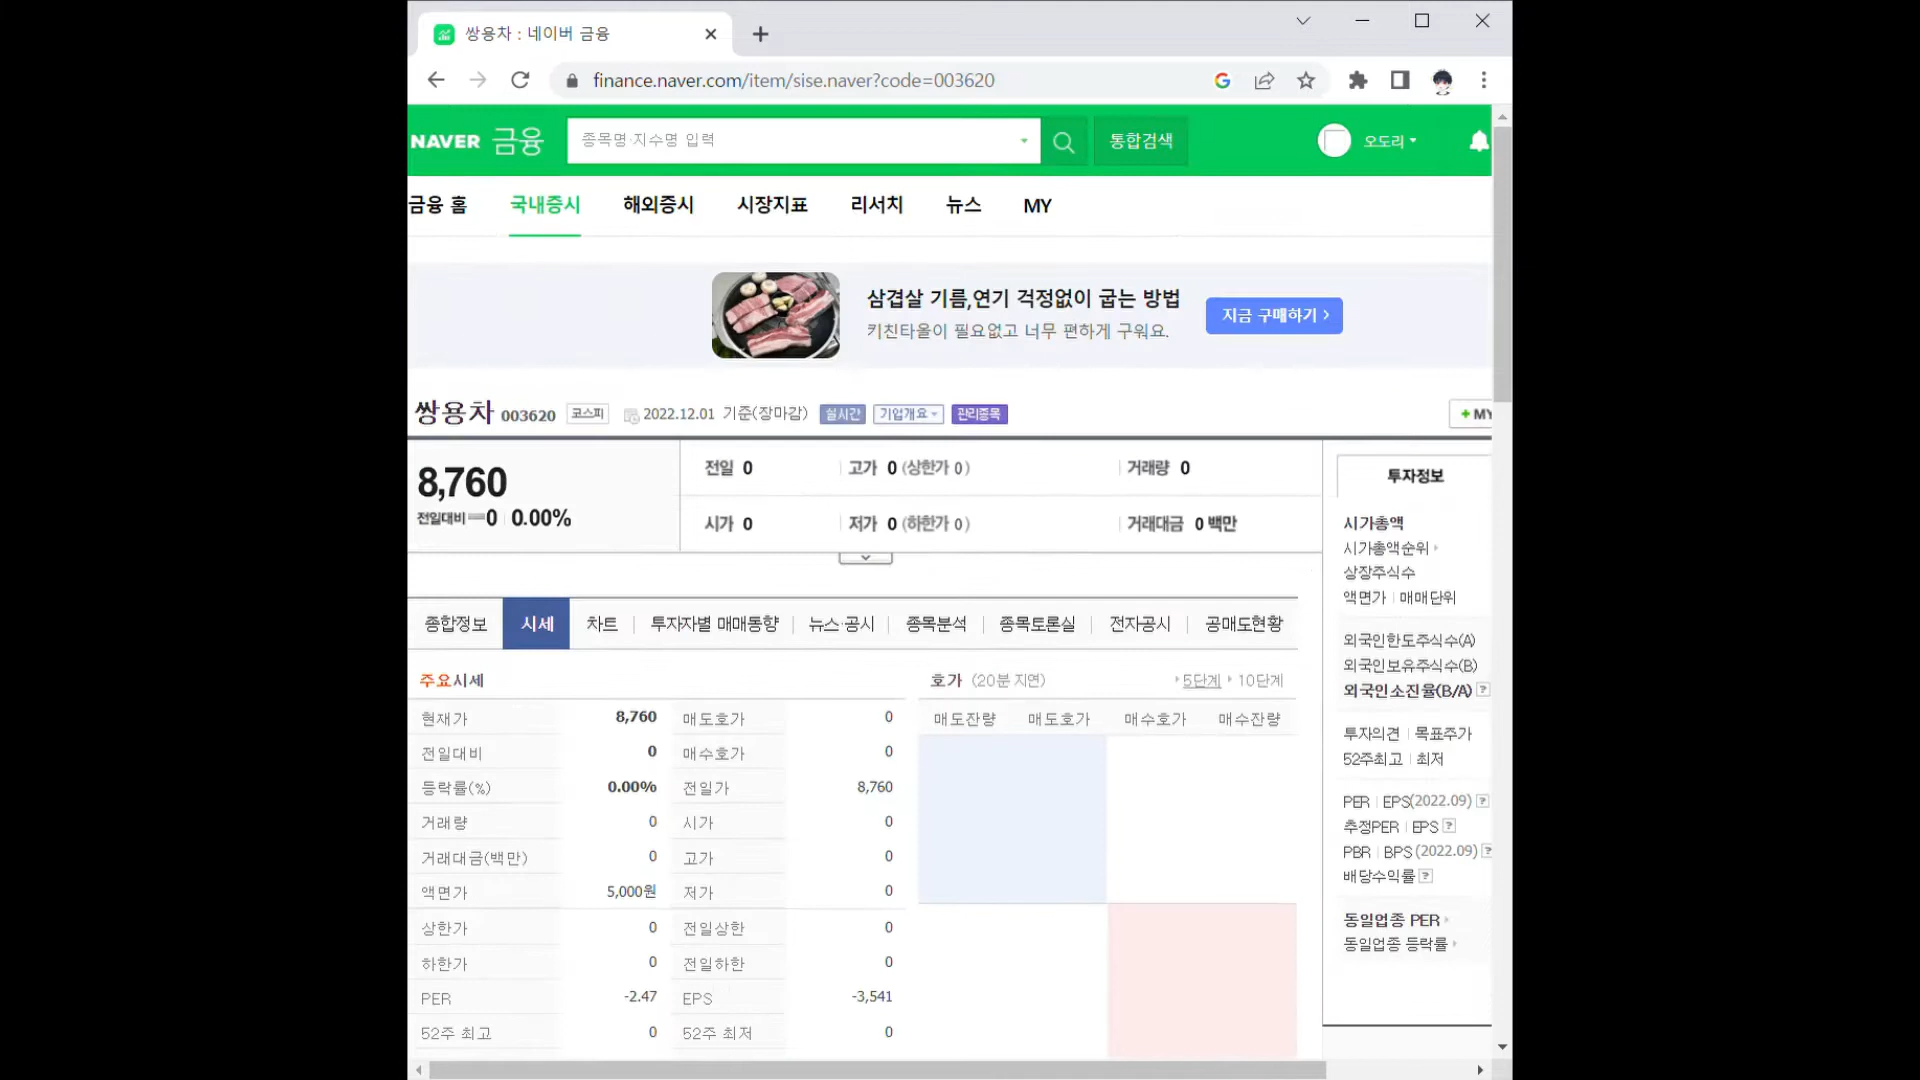 쌍용차 : 네이버 금융
finance.naver.com/item/sise.naver?code=003620
NAVER 금융
종목명·지수명 입력
통합검색
오도리
금융 홈 국내증시 해외증시 시장지표 리서치 뉴스 MY
삼겹살 기름,연기 걱정없이 굽는 방법
키친타올이 필요없고 너무 편하게 구워요.
지금 구매하기 >
쌍용차 003620 코스피 2022.12.01 기준(장마감) 실시간 기업개요 관리종목
+ MY
8,760
전일대비 0 0.00%
전일 0 고가 0 (상한가 0) 거래량 0
시가 0 저가 0 (하한가 0) 거래대금 0 백만
종합정보 시세 차트 투자자별 매매동향 뉴스·공시 종목분석 종목토론실 전자공시 공매도현황
주요시세
현재가 8,760 매도호가 0
전일대비 0 매수호가 0
등락률(%) 0.00% 전일가 8,760
거래량 0 시가 0
거래대금(백만) 0 고가 0
액면가 5,000원 저가 0
상한가 0 전일상한 0
하한가 0 전일하한 0
PER -2.47 EPS -3,541
52주 최고 0 52주 최저 0
호가 (20분 지연) 5단계 10단계
매도잔량 매도호가 매수호가 매수잔량
투자정보
시가총액
시가총액순위
상장주식수
액면가 매매단위
외국인한도주식수(A)
외국인보유주식수(B)
외국인소진율(B/A) ?
투자의견 목표주가
52주최고 최저
PER EPS(2022.09) ?
추정PER EPS ?
PBR BPS (2022.09) ?
배당수익률 ?
동일업종 PER
동일업종 등락률